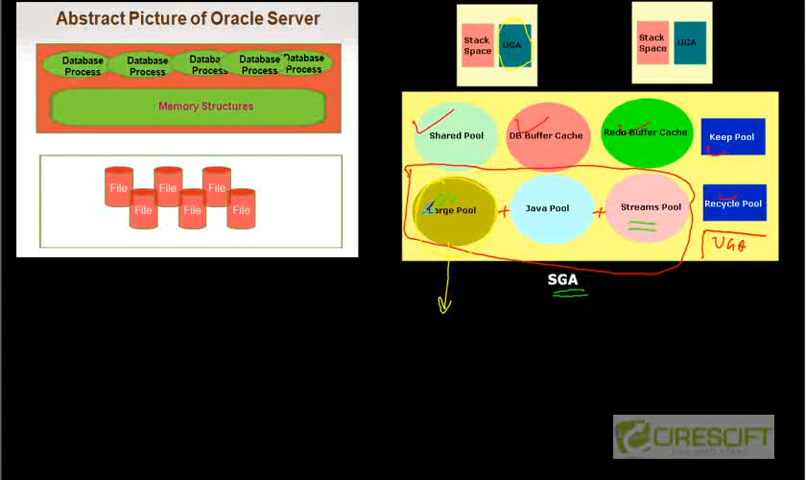 Abstract Picture of Oracle Server
Database Process
Database Process
Database Process
Database Process
Database Process
Memory Structures
File
File
File
File
File
File
Stack Space
UGA
Stack Space
UGA
Shared Pool
DB Buffer Cache
Redo Buffer Cache
Keep Pool
Large Pool
+
Java Pool
+
Streams Pool
Recycle Pool
UGA
SGA